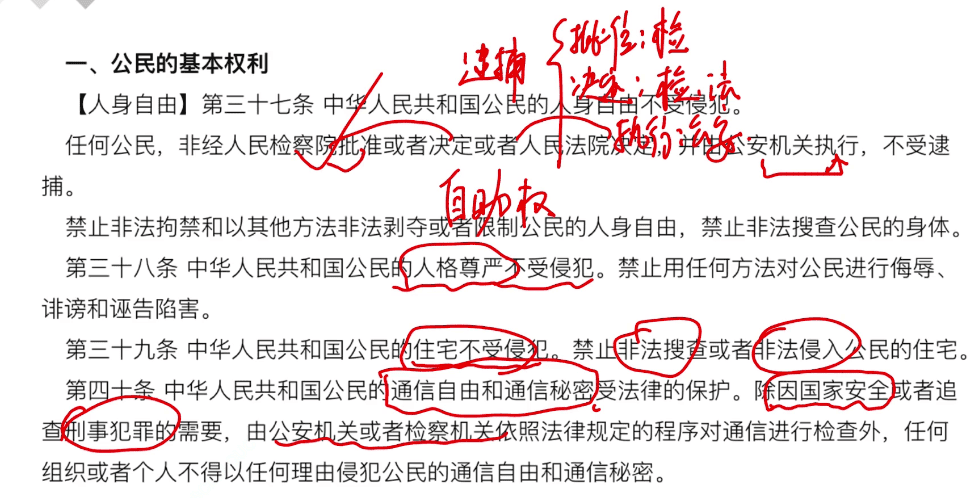 一、公民的基本权利
逮捕
批准:检
决定:检、法
执行:公安
【人身自由】第三十七条 中华人民共和国公民的人身自由不受侵犯。
任何公民，非经人民检察院批准或者决定或者人民法院决定，并由公安机关执行，不受逮
捕。
自助权
禁止非法拘禁和以其他方法非法剥夺或者限制公民的人身自由，禁止非法搜查公民的身体。
第三十八条 中华人民共和国公民的人格尊严不受侵犯。禁止用任何方法对公民进行侮辱、
诽谤和诬告陷害。
第三十九条 中华人民共和国公民的住宅不受侵犯。禁止非法搜查或者非法侵入公民的住宅。
第四十条 中华人民共和国公民的通信自由和通信秘密受法律的保护。除因国家安全或者追
查刑事犯罪的需要，由公安机关或者检察机关依照法律规定的程序对通信进行检查外，任何
组织或者个人不得以任何理由侵犯公民的通信自由和通信秘密。